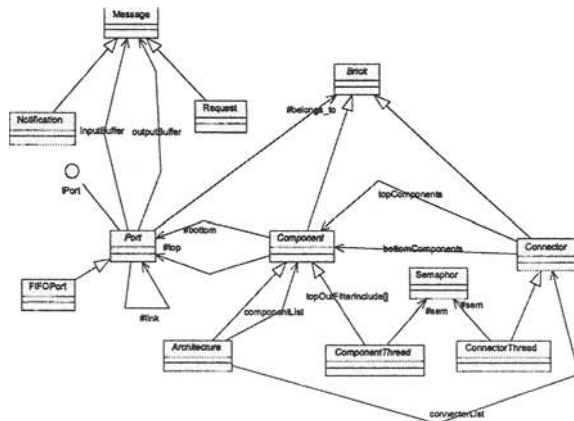 Message
Brick
Notification
Request
#belongs_to
inputBuffer
outputBuffer
IPort
topComponents
Port
#bottom
Component
#top
bottomComponents
Connector
FIFOPort
Semaphor
topOutFilterInclude[]
#link
componentList
#sem
#sem
Architecture
ComponentThread
ConnectorThread
connectorList